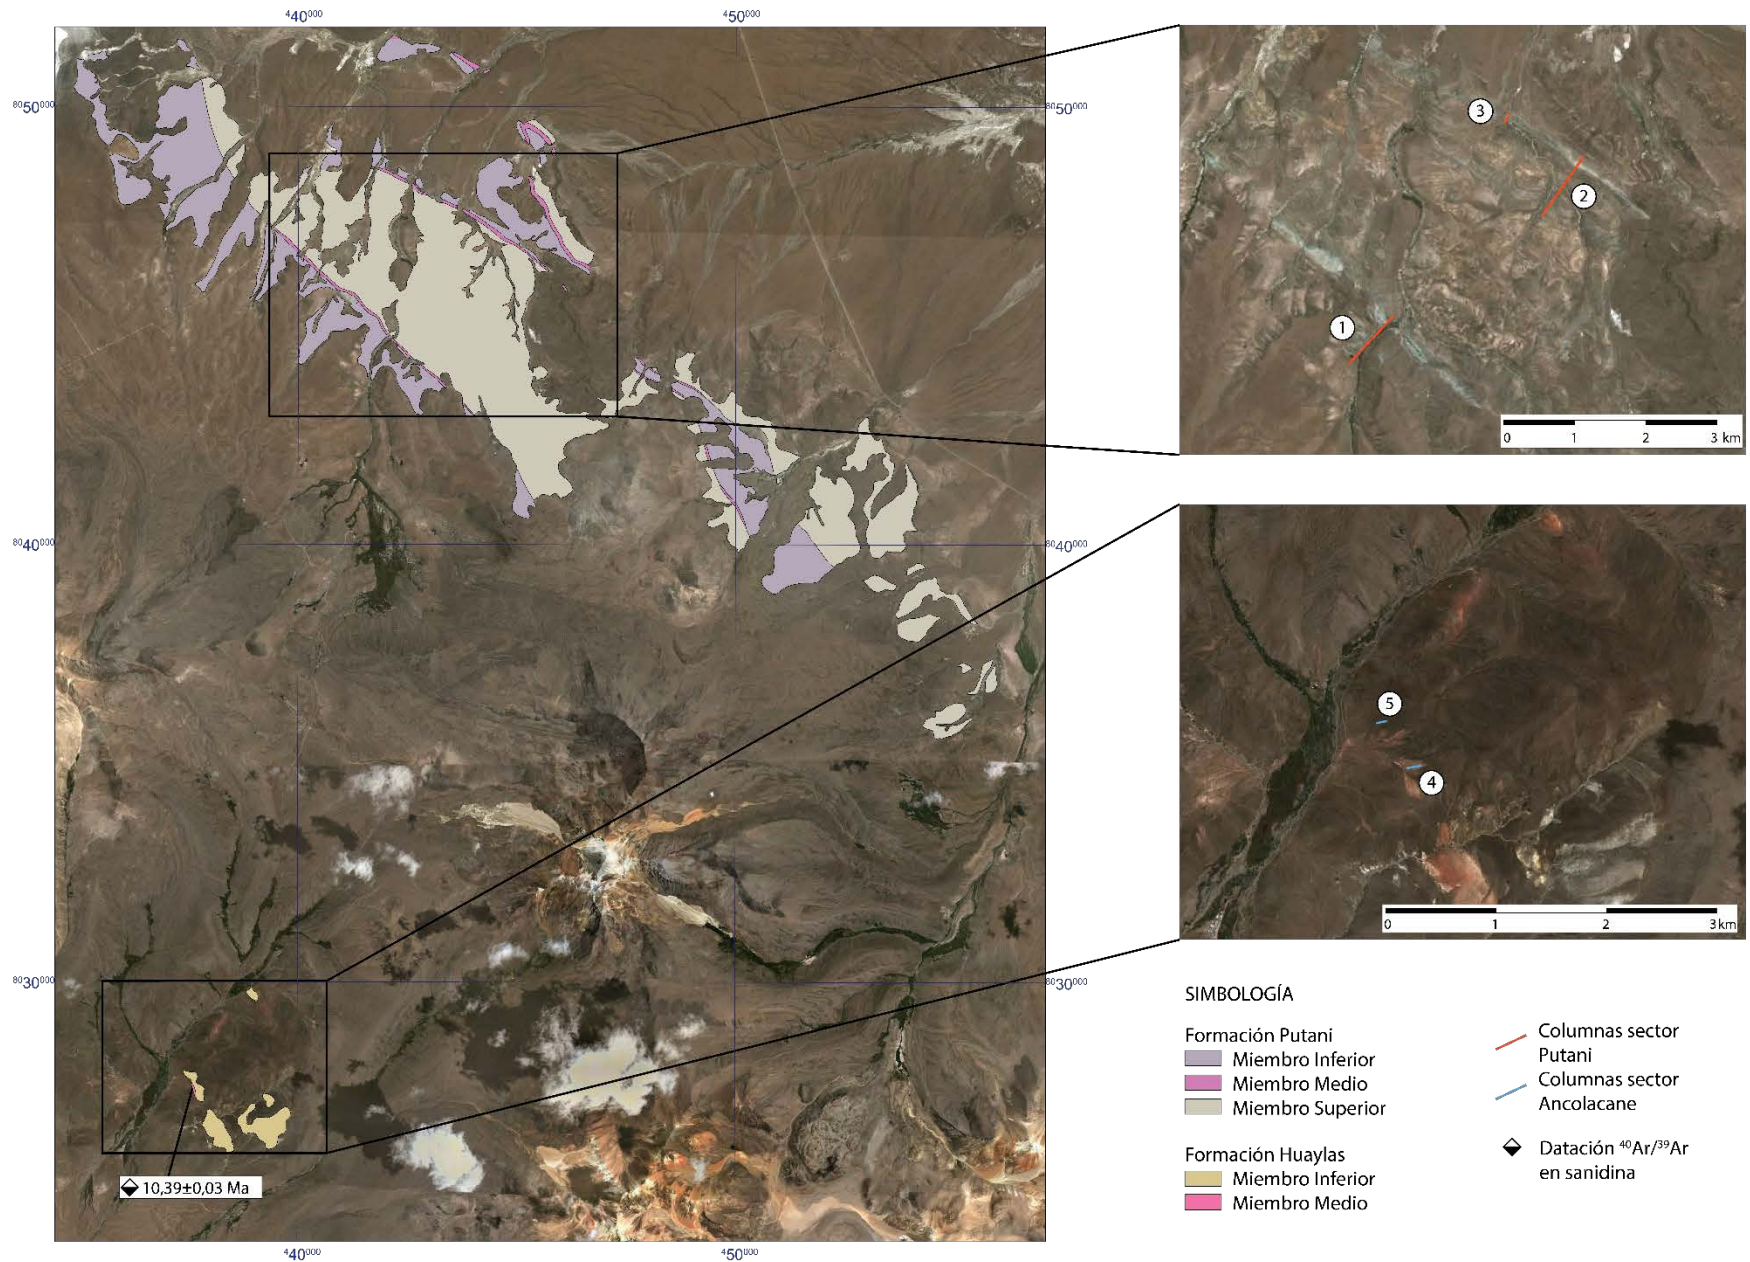 440000
450000
8050000
8050000
8040000
8040000
8030000
8030000
440000
450000
10,39±0,03 Ma
3
2
1
0 1 2 3 km
5
4
0 1 2 3 km
SIMBOLOGÍA
Formación Putani
Miembro Inferior
Miembro Medio
Miembro Superior
Formación Huaylas
Miembro Inferior
Miembro Medio
Columnas sector
Putani
Columnas sector
Ancolacane
Datación ⁴⁰Ar/³⁹Ar
en sanidina